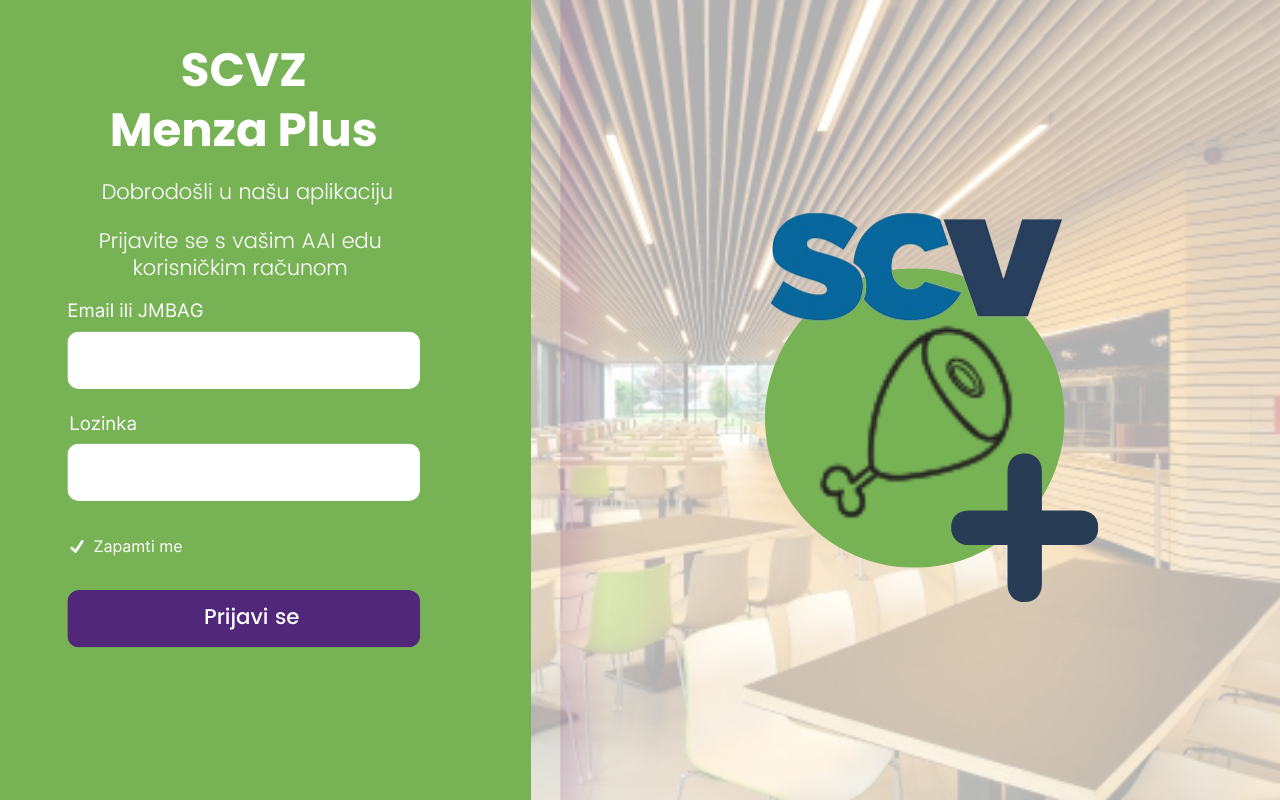 SCVZ
Menza Plus
Dobrodošli u našu aplikaciju
Prijavite se s vašim AAI edu
korisničkim računom
Email ili JMBAG
Lozinka
Zapamti me
Prijavi se
SCV